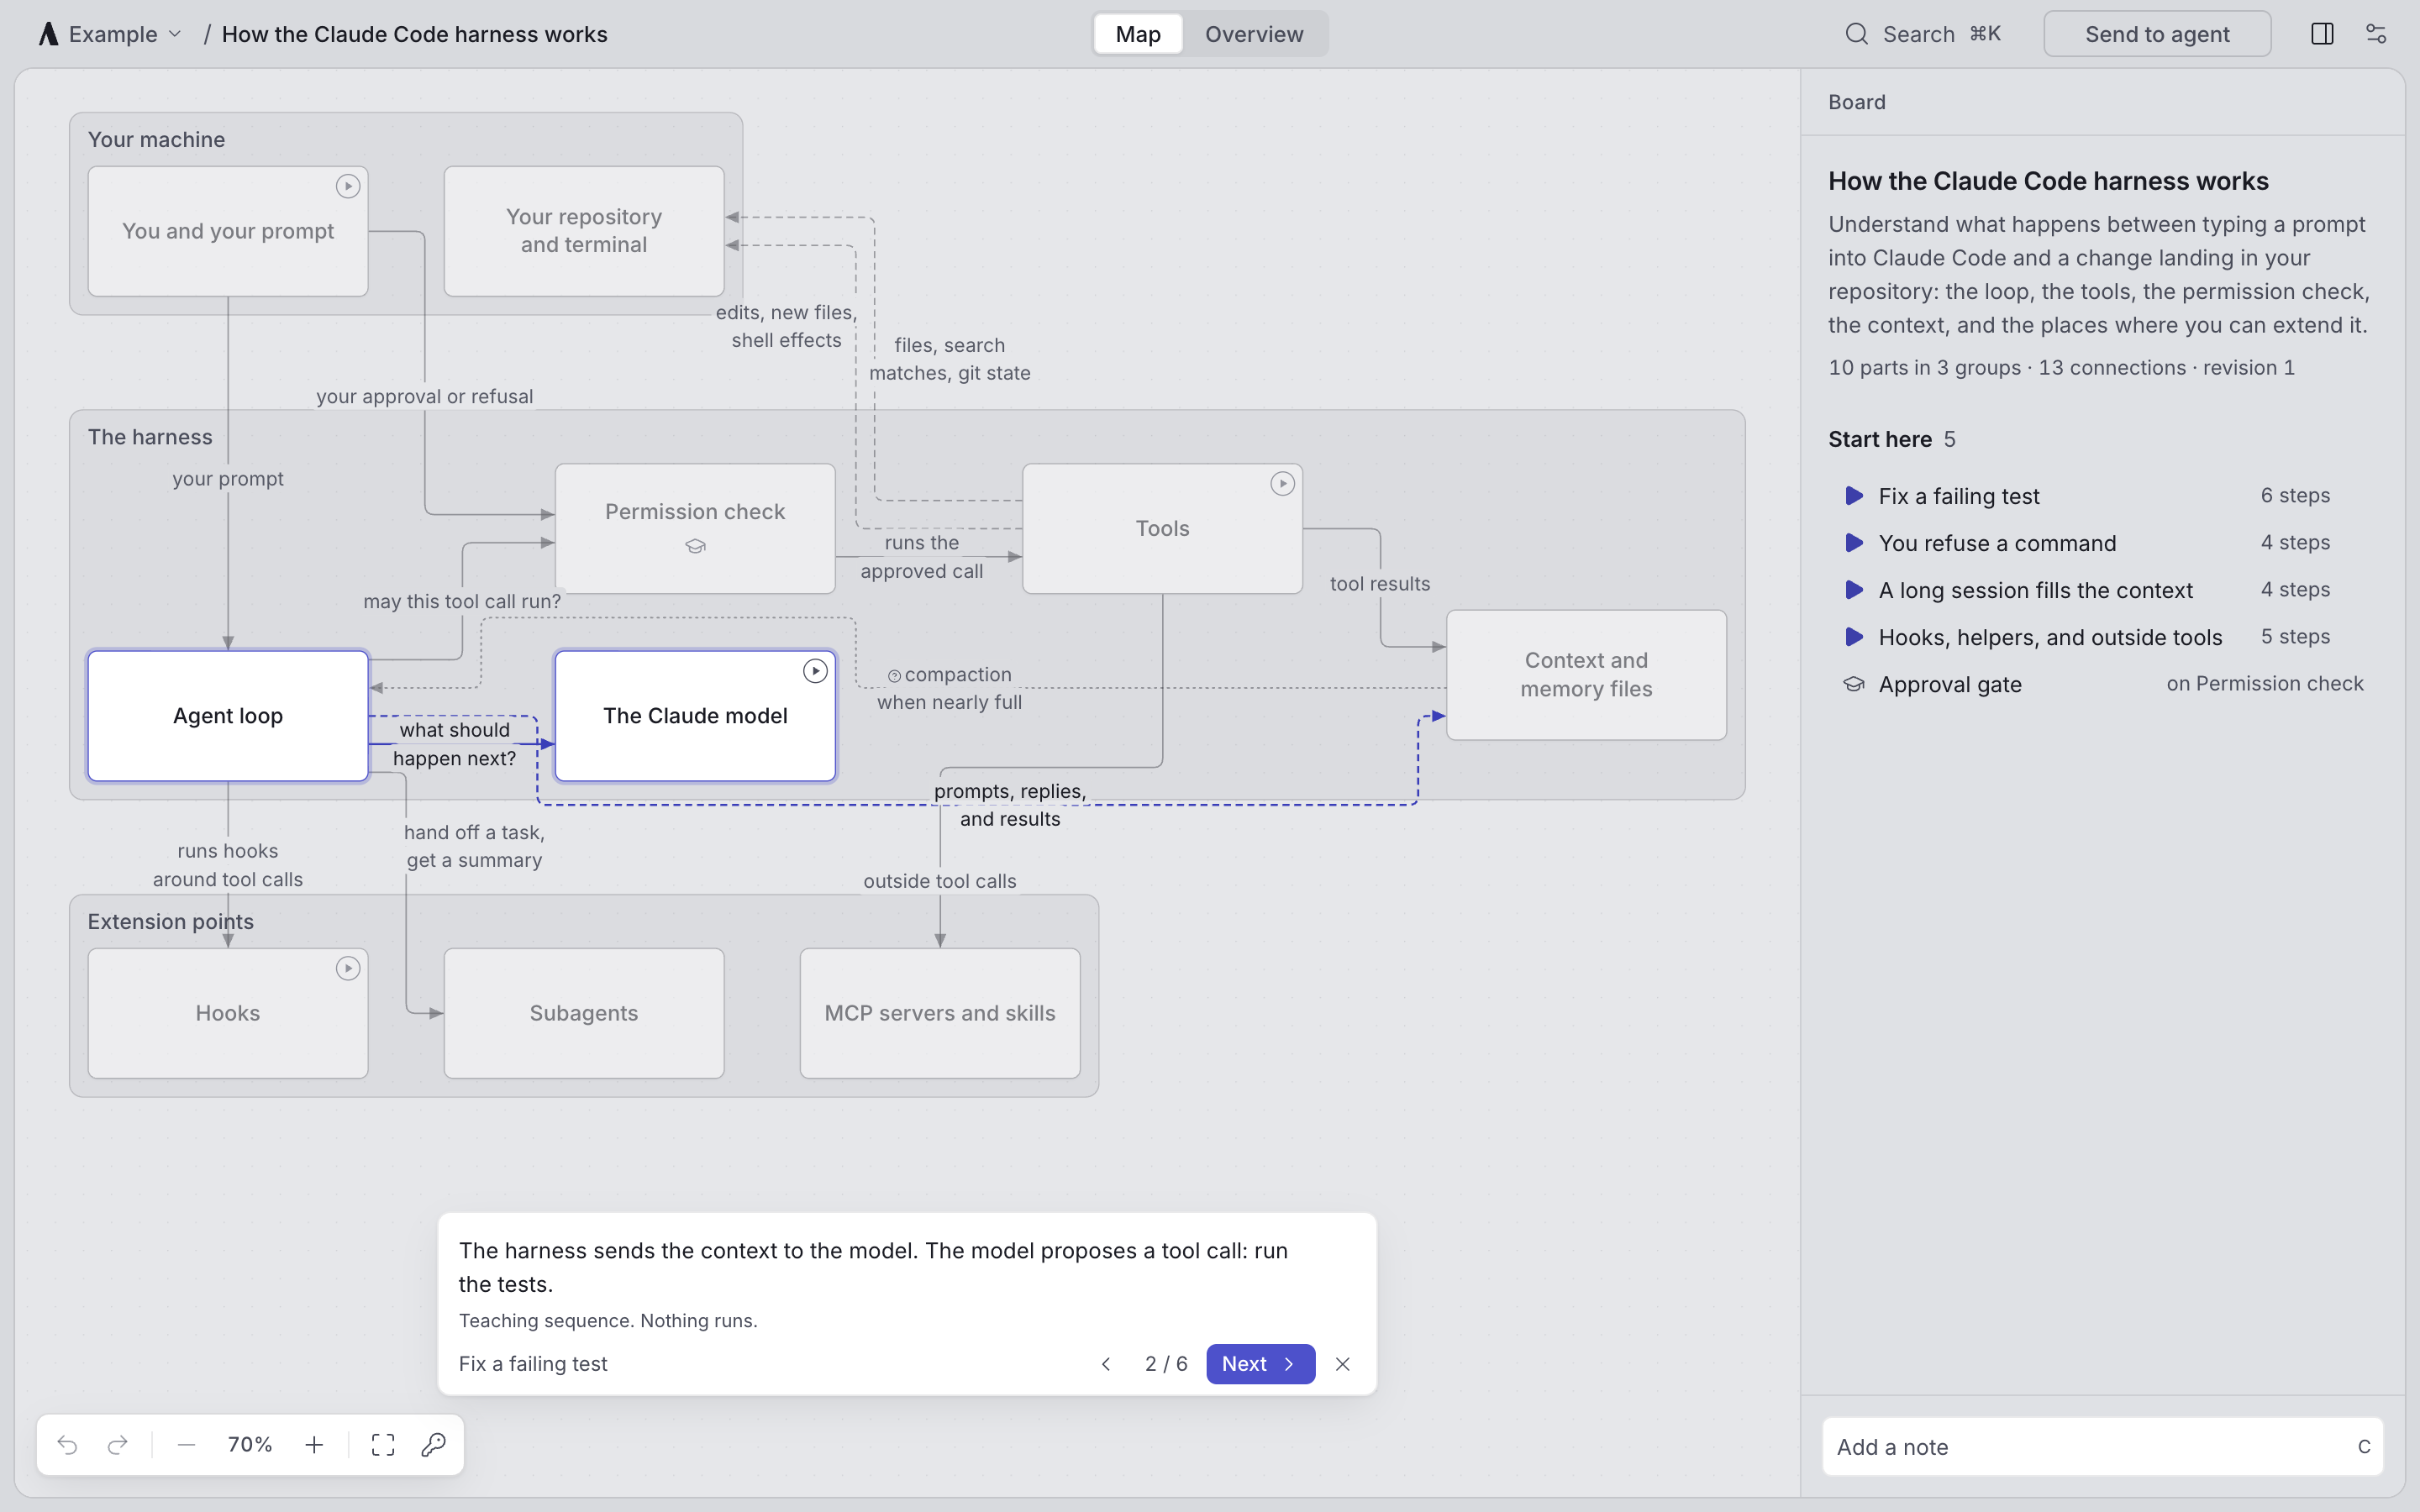 Example / How the Claude Code harness works
Map
Overview
Search ⌘K
Send to agent
Your machine
You and your prompt
Your repository
and terminal
edits, new files,
shell effects
files, search
matches, git state
your approval or refusal
The harness
your prompt
Permission check
runs the
approved call
Tools
tool results
may this tool call run?
Agent loop
what should
happen next?
The Claude model
compaction
when nearly full
Context and
memory files
prompts, replies,
and results
runs hooks
around tool calls
hand off a task,
get a summary
outside tool calls
Extension points
Hooks
Subagents
MCP servers and skills
The harness sends the context to the model. The model proposes a tool call: run
the tests.
Teaching sequence. Nothing runs.
Fix a failing test
2 / 6
Next
70%
Board
How the Claude Code harness works
Understand what happens between typing a prompt
into Claude Code and a change landing in your
repository: the loop, the tools, the permission check,
the context, and the places where you can extend it.
10 parts in 3 groups · 13 connections · revision 1
Start here 5
Fix a failing test 6 steps
You refuse a command 4 steps
A long session fills the context 4 steps
Hooks, helpers, and outside tools 5 steps
Approval gate on Permission check
Add a note C